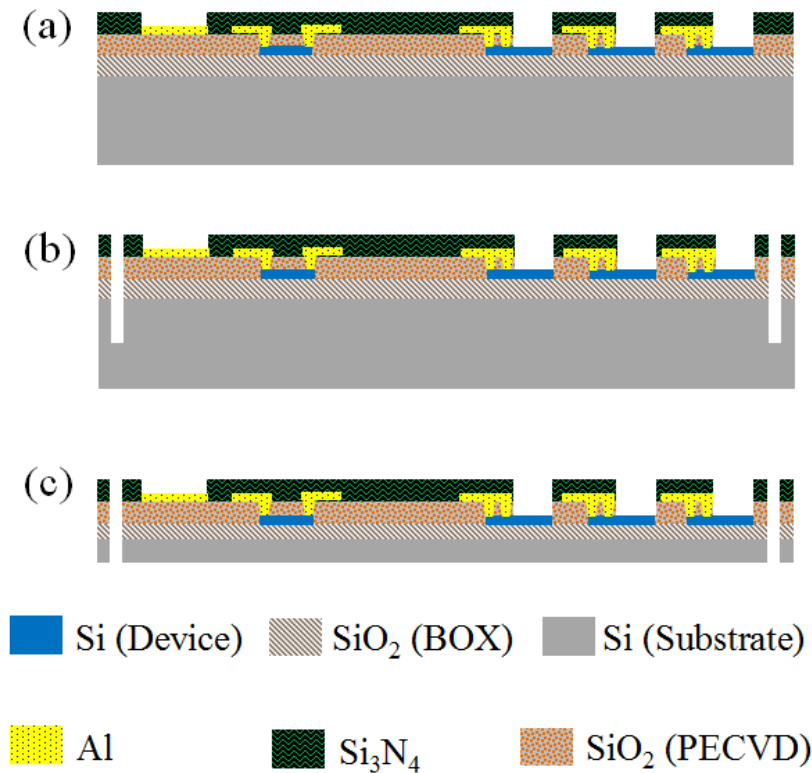 (a)
(b)
(c)
Si (Device) SiO₂ (BOX) Si (Substrate)
Al Si₃N₄ SiO₂ (PECVD)